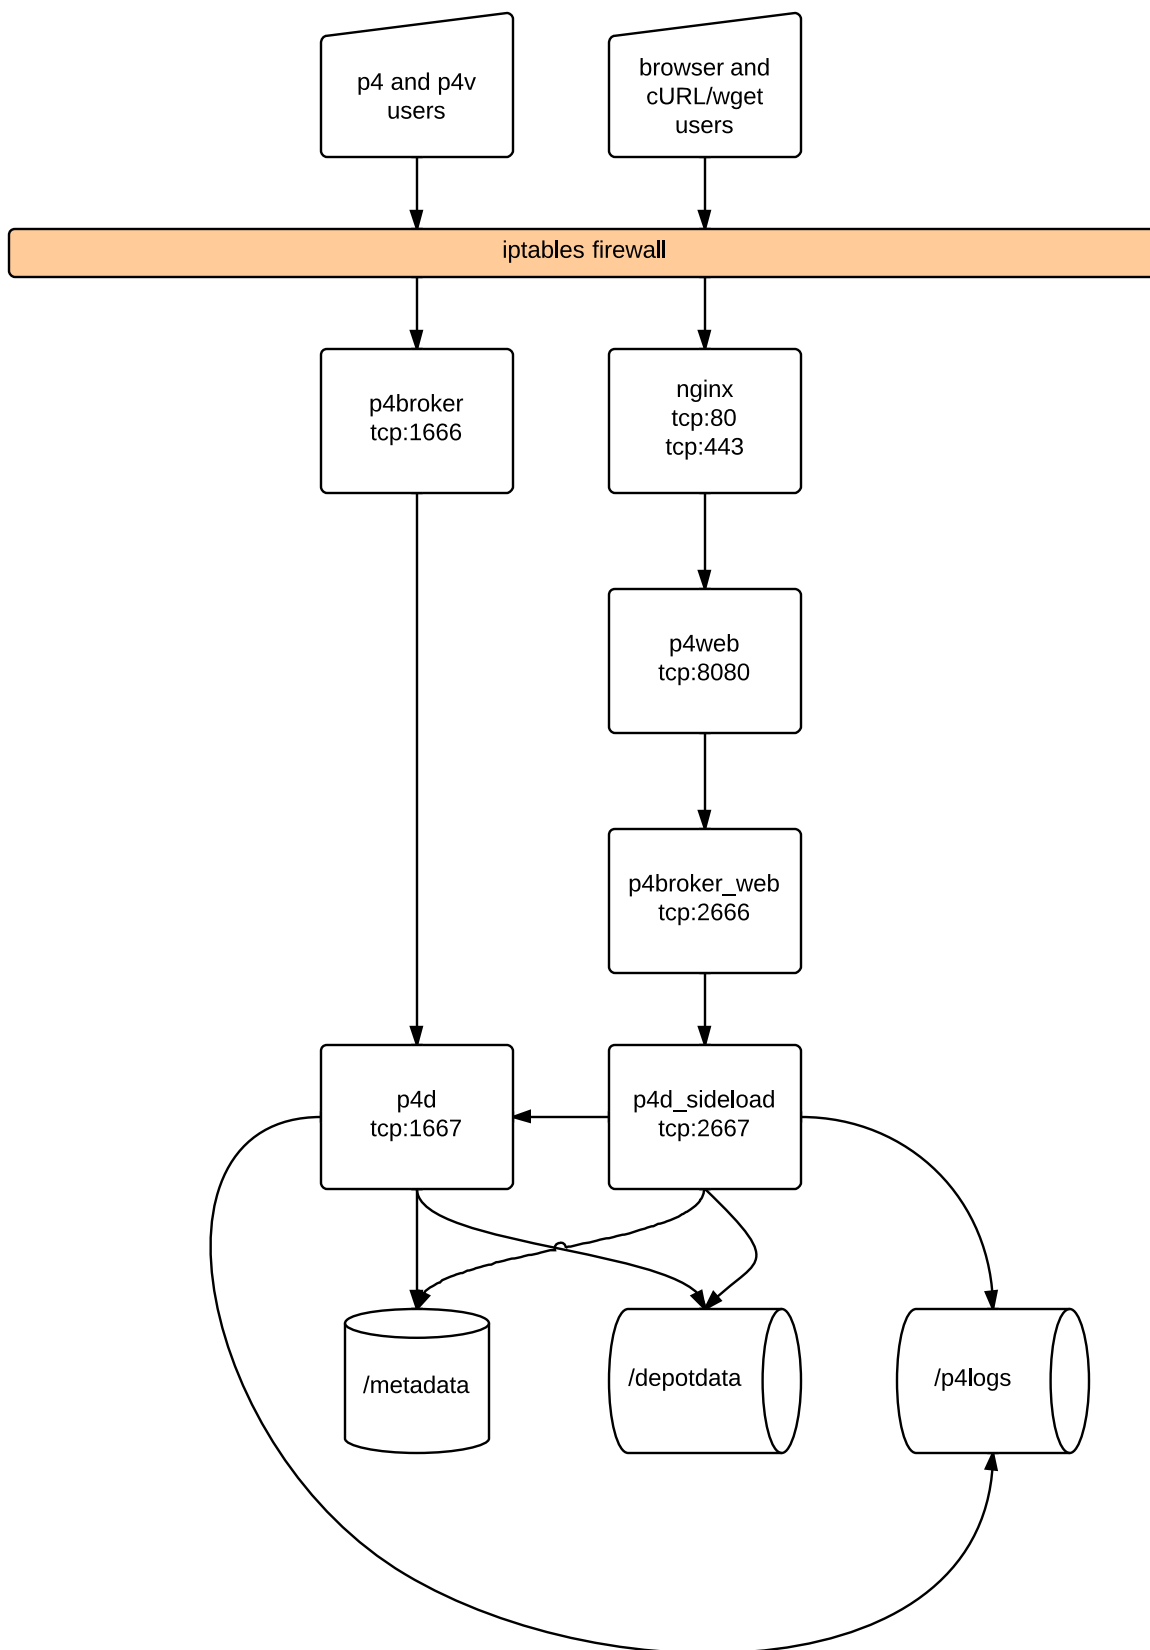 p4 and p4v
users
browser and
cURL/wget
users
iptables firewall
p4broker
tcp:1666
nginx
tcp:80
tcp:443
p4web
tcp:8080
p4broker_web
tcp:2666
p4d
tcp:1667
p4d_sideload
tcp:2667
/metadata
/depotdata
/p4logs